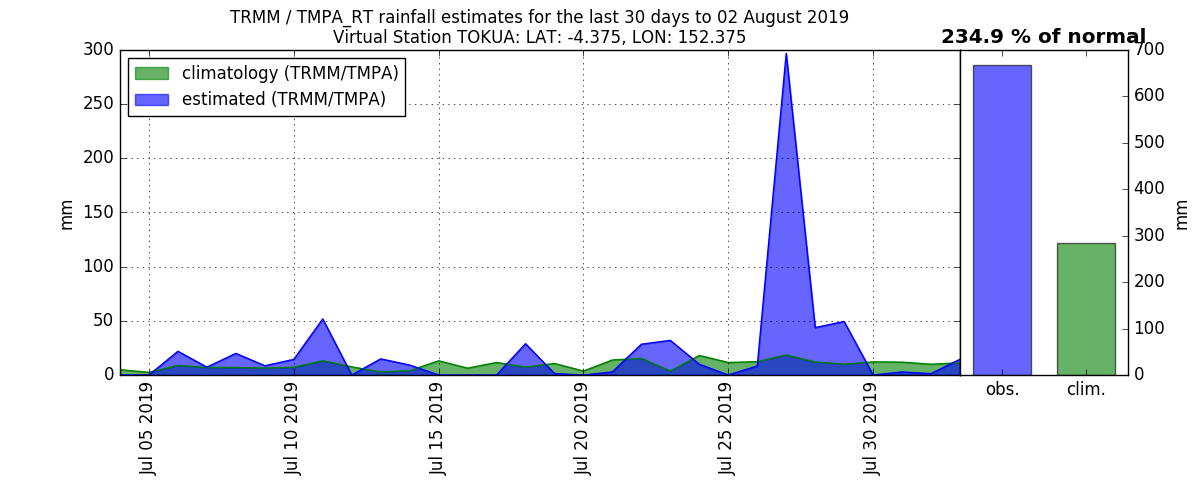 TRMM / TMPA_RT rainfall estimates for the last 30 days to 02 August 2019
Virtual Station TOKUA: LAT: -4.375, LON: 152.375
234.9 % of normal
climatology (TRMM/TMPA)
estimated (TRMM/TMPA)
mm
300
250
200
150
100
50
0
Jul 05 2019
Jul 10 2019
Jul 15 2019
Jul 20 2019
Jul 25 2019
Jul 30 2019
obs.
clim.
700
600
500
400
300
200
100
0
mm